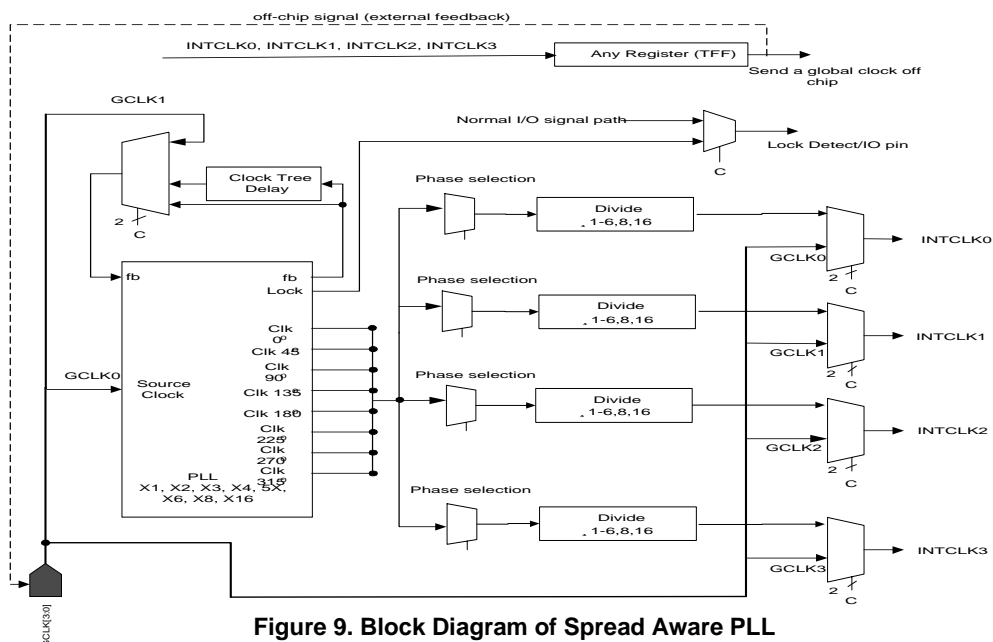 off-chip signal (external feedback)
INTCLK0, INTCLK1, INTCLK2, INTCLK3
Any Register (TFF)
Send a global clock off
chip
GCLK1
Normal I/O signal path
Lock Detect/IO pin
C
Clock Tree
Delay
2
C
fb
fb
Lock
Clk
0°
Clk 45°
Clk
90°
Clk 135°
Clk 180°
Clk
225°
Clk
270°
Clk
315°
GCLK0
Source
Clock
PLL
X1, X2, X3, X4, 5X,
X6, X8, X16
Phase selection
Divide
1-6,8,16
GCLK0
INTCLK0
2
C
Phase selection
Divide
1-6,8,16
GCLK1
INTCLK1
2
C
Phase selection
Divide
1-6,8,16
GCLK2
INTCLK2
2
C
Phase selection
Divide
1-6,8,16
GCLK3
INTCLK3
2
C
GCLK[3:0]
Figure 9. Block Diagram of Spread Aware PLL